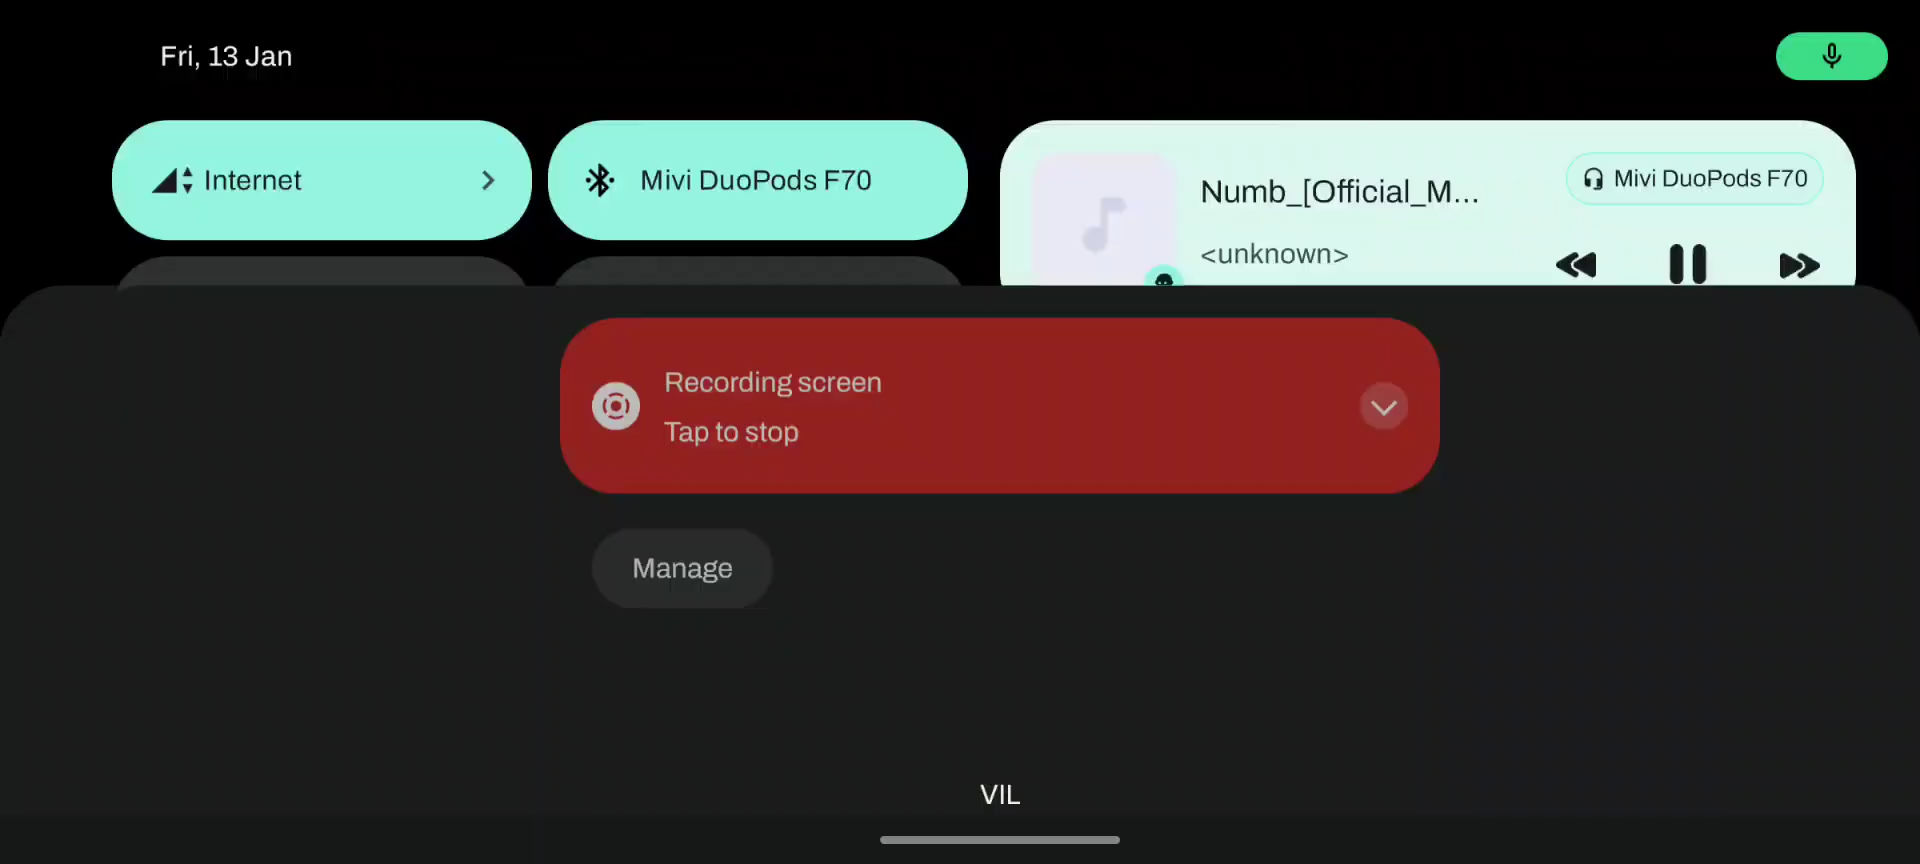 Fri, 13 Jan
Internet
Mivi DuoPods F70
Numb_[Official_M...
Mivi DuoPods F70
<unknown>
Recording screen
Tap to stop
Manage
VIL